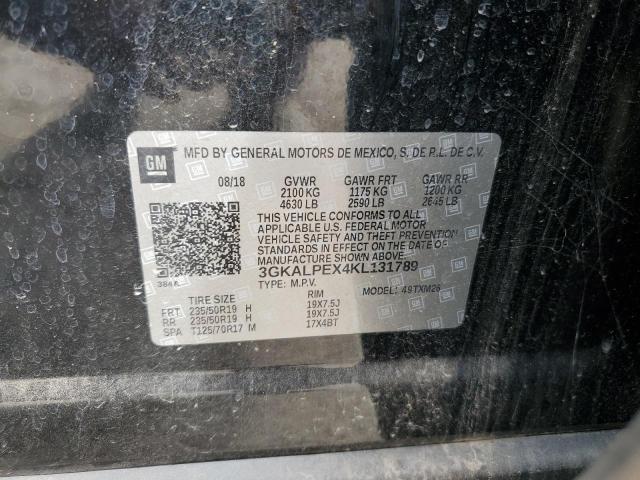 GM MFD BY GENERAL MOTORS DE MEXICO, S. DE P.L. DE C.V.
08/18 GVWR GAWR FRT GAWR RR
2100 KG 1175 KG 1200 KG
4630 LB 2590 LB 2645 LB
THIS VEHICLE CONFORMS TO ALL
APPLICABLE U.S. FEDERAL MOTOR
VEHICLE SAFETY AND THEFT PREVENTION
STANDARDS IN EFFECT ON THE DATE OF
MANUFACTURE SHOWN ABOVE.
3GKALPEX4KL131789
TYPE: M.P.V. MODEL: 49TXM26
TIRE SIZE RIM
FRT 235/50R19 H 19X7.5J
RR 235/50R19 H 19X7.5J
SPA T125/70R17 M 17X4BT